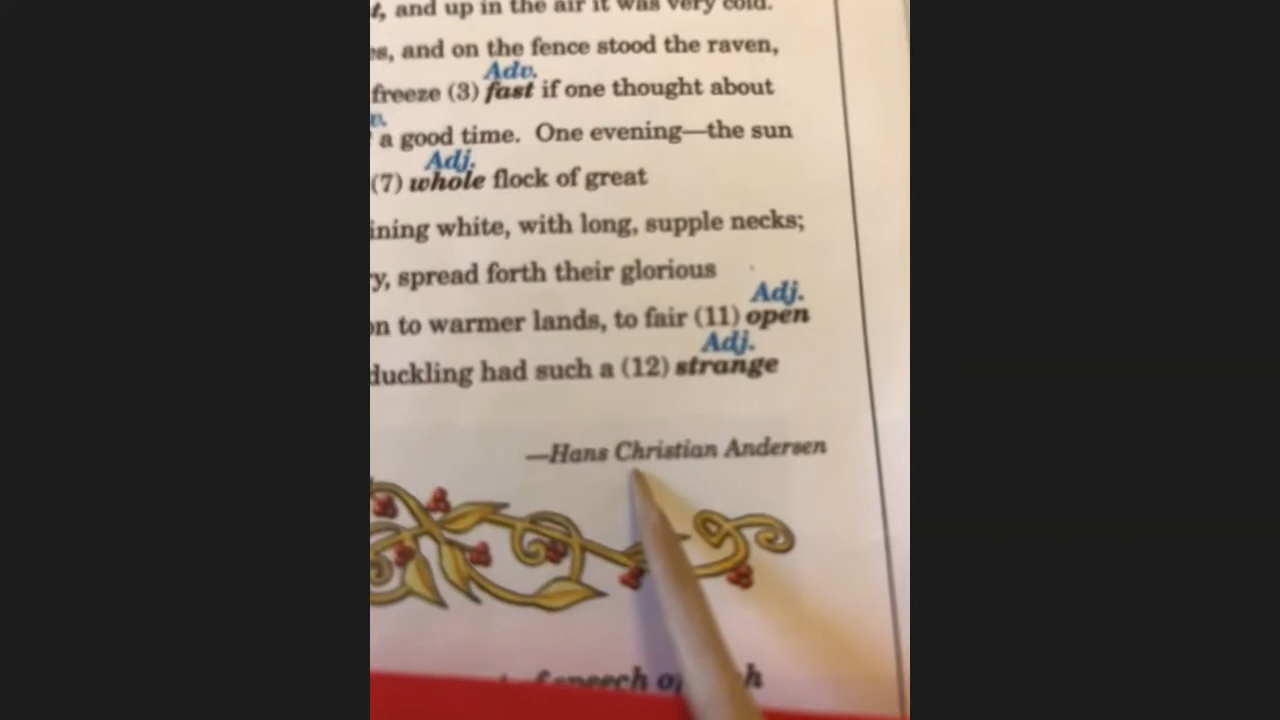 and up in the air it was very cold.
and on the fence stood the raven,
Adv.
freeze (3) fast if one thought about
a good time. One evening—the sun
Adj.
(7) whole flock of great
ining white, with long, supple necks;
y, spread forth their glorious
Adj.
on to warmer lands, to fair (11) open
Adj.
duckling had such a (12) strange
—Hans Christian Andersen
speech